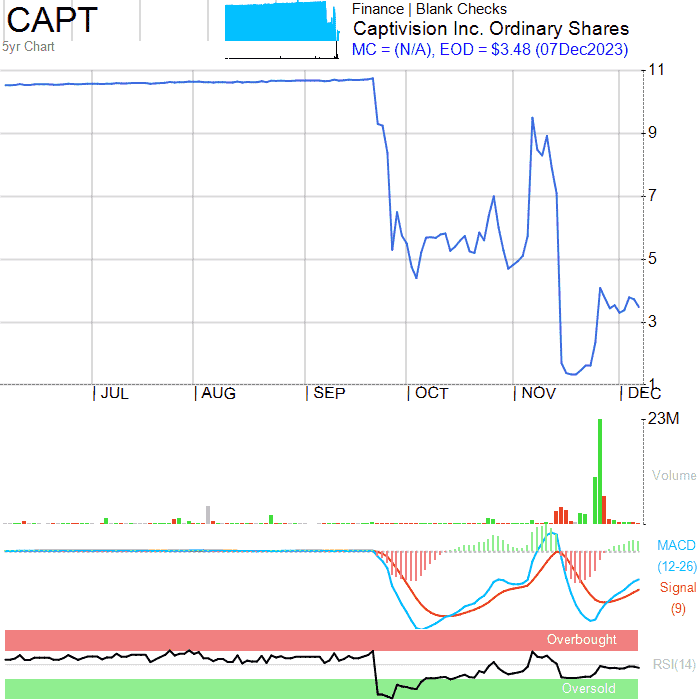 CAPT
5yr Chart
Finance | Blank Checks
Captivision Inc. Ordinary Shares
MC = (N/A), EOD = $3.48 (07Dec2023)
11
9
7
5
3
1
JUL
AUG
SEP
OCT
NOV
DEC
23M
Volume
MACD
(12-26)
Signal
(9)
Overbought
RSI(14)
Oversold